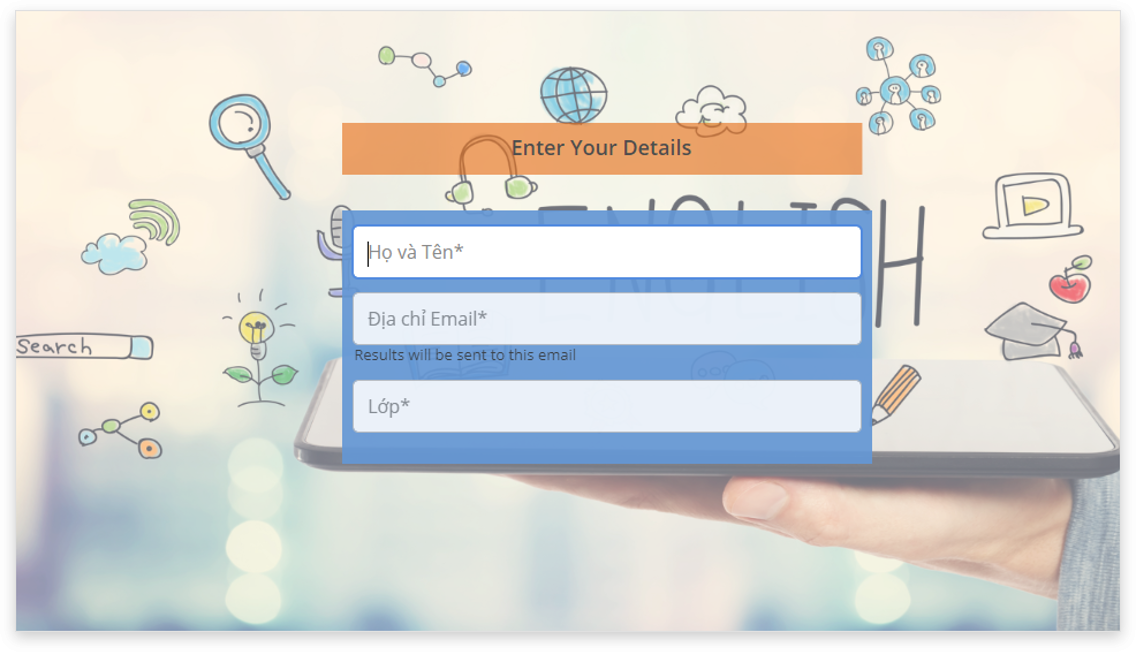 Enter Your Details
ENGLISH
Họ và Tên*
Địa chỉ Email*
Search
Results will be sent to this email
Lớp*